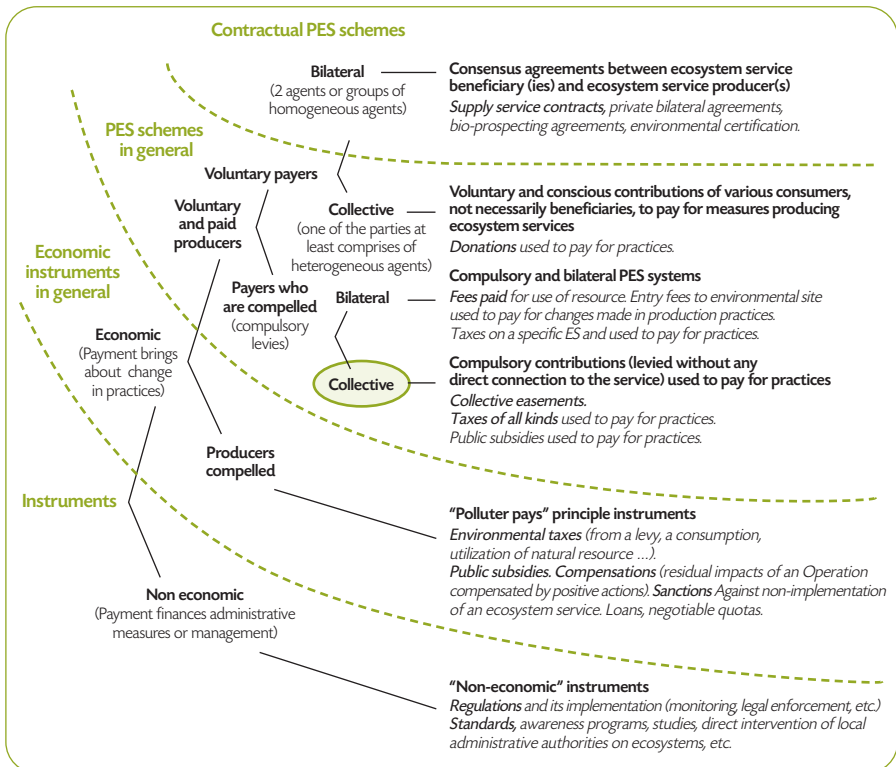 Contractual PES schemes
Bilateral
(2 agents or groups of
homogeneous agents)
Consensus agreements between ecosystem service
beneficiary (ies) and ecosystem service producer(s)
Supply service contracts, private bilateral agreements,
bio-prospecting agreements, environmental certification.
PES schemes
in general
Voluntary payers
Voluntary
and paid
producers
Collective
(one of the parties at
least comprises of
heterogeneous agents)
Voluntary and conscious contributions of various consumers,
not necessarily beneficiaries, to pay for measures producing
ecosystem services
Donations used to pay for practices.
Economic
instruments
in general
Payers who
are compelled
(compulsory
levies)
Bilateral
Compulsory and bilateral PES systems
Fees paid for use of resource. Entry fees to environmental site
used to pay for changes made in production practices.
Taxes on a specific ES and used to pay for practices.
Economic
(Payment brings
about change
in practices)
Collective
Compulsory contributions (levied without any
direct connection to the service) used to pay for practices
Collective easements.
Taxes of all kinds used to pay for practices.
Public subsidies used to pay for practices.
Producers
compelled
Instruments
"Polluter pays" principle instruments
Environmental taxes (from a levy, a consumption,
utilization of natural resource ...).
Public subsidies. Compensations (residual impacts of an Operation
compensated by positive actions). Sanctions Against non-implementation
of an ecosystem service. Loans, negotiable quotas.
Non economic
(Payment finances administrative
measures or management)
"Non-economic" instruments
Regulations and its implementation (monitoring, legal enforcement, etc.)
Standards, awareness programs, studies, direct intervention of local
administrative authorities on ecosystems, etc.